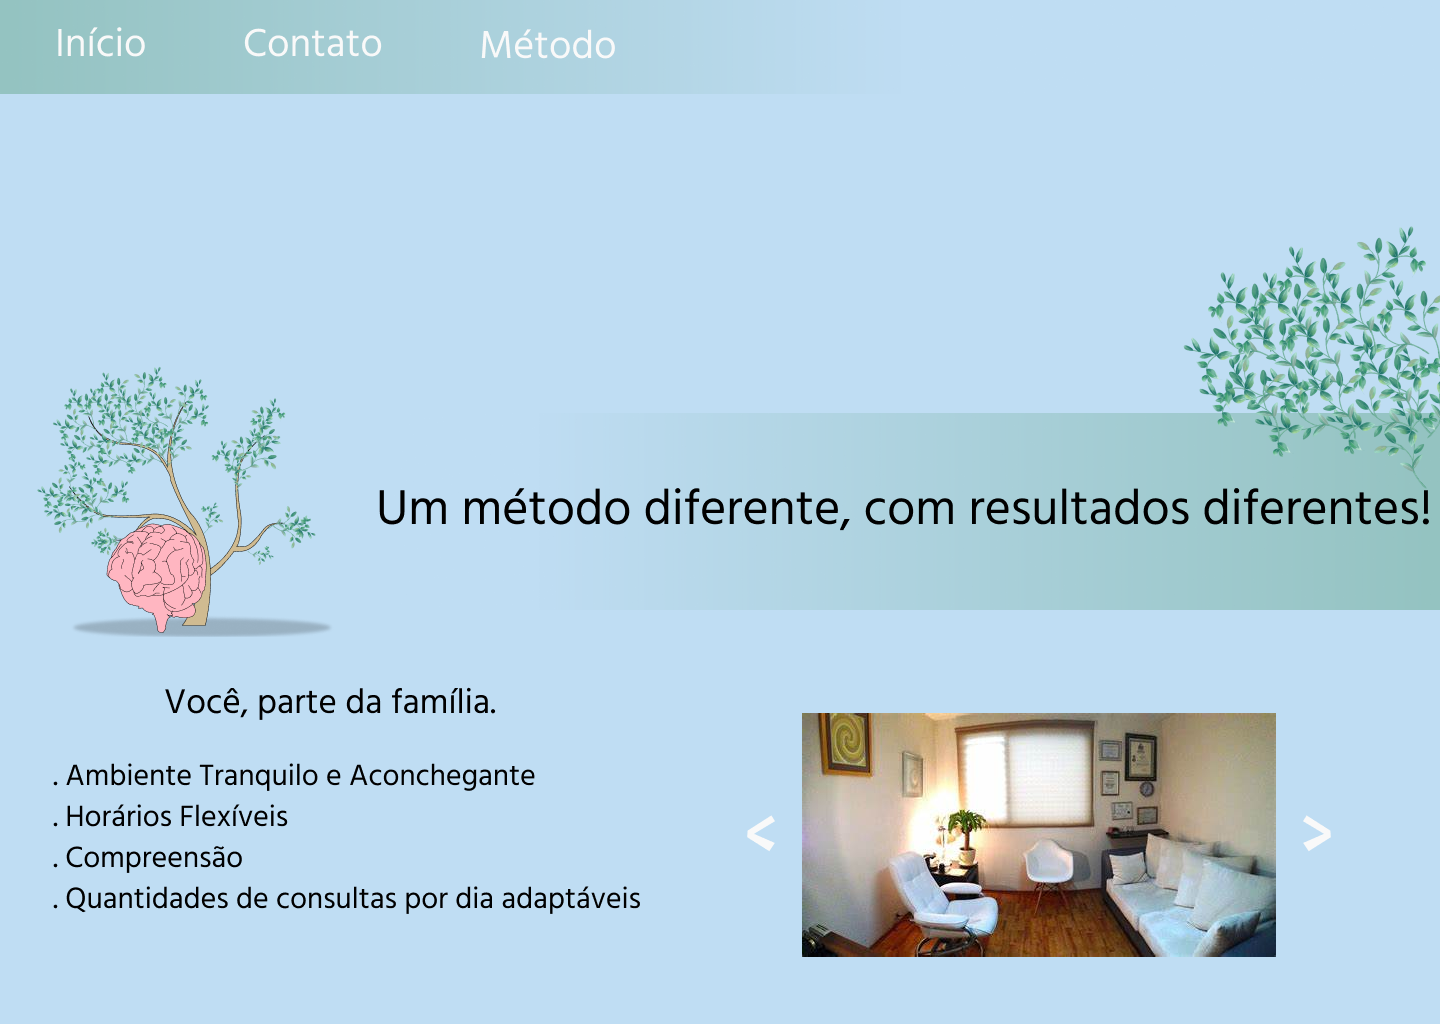 Início Contato Método
Um método diferente, com resultados diferentes!
Você, parte da família.
. Ambiente Tranquilo e Aconchegante
. Horários Flexíveis
. Compreensão
. Quantidades de consultas por dia adaptáveis
< >